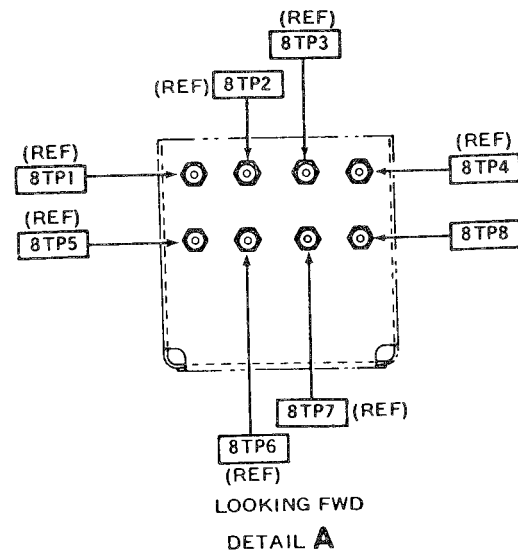 (REF)
8TP3
(REF) 8TP2
(REF)
8TP1
(REF)
8TP4
(REF)
8TP5
8TP8
8TP7 (REF)
8TP6
(REF)
LOOKING FWD
DETAIL A